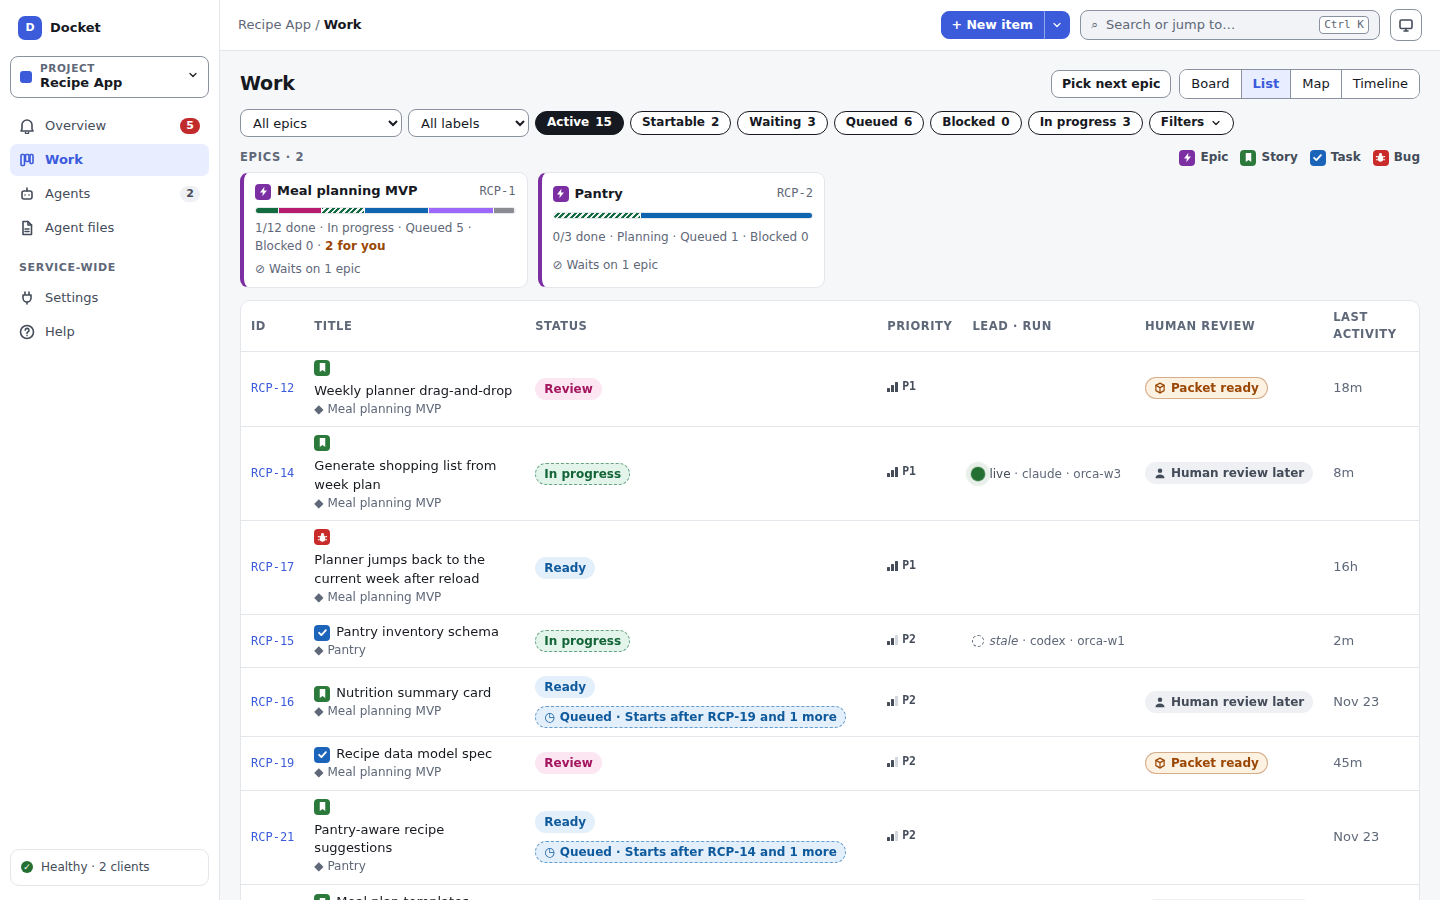 D Docket
Recipe App / Work
+ New item
Search or jump to…
Ctrl K
PROJECT
Recipe App
Overview 5
Work
Agents 2
Agent files
SERVICE-WIDE
Settings
Help
Healthy · 2 clients
Work
Pick next epic
Board List Map Timeline
All epics
All labels
Active 15
Startable 2
Waiting 3
Queued 6
Blocked 0
In progress 3
Filters
EPICS · 2
Epic Story Task Bug
Meal planning MVP RCP-1
1/12 done · In progress · Queued 5 ·
Blocked 0 · 2 for you
Waits on 1 epic
Pantry RCP-2
0/3 done · Planning · Queued 1 · Blocked 0
Waits on 1 epic
ID TITLE STATUS PRIORITY LEAD · RUN HUMAN REVIEW LAST
ACTIVITY
RCP-12 Weekly planner drag-and-drop Review P1 Packet ready 18m
◆ Meal planning MVP
RCP-14 Generate shopping list from In progress P1 live · claude · orca-w3 Human review later 8m
week plan
◆ Meal planning MVP
RCP-17 Planner jumps back to the Ready P1 16h
current week after reload
◆ Meal planning MVP
RCP-15 Pantry inventory schema In progress P2 stale · codex · orca-w1 2m
◆ Pantry
RCP-16 Nutrition summary card Ready P2 Human review later Nov 23
◆ Meal planning MVP Queued · Starts after RCP-19 and 1 more
RCP-19 Recipe data model spec Review P2 Packet ready 45m
◆ Meal planning MVP
RCP-21 Pantry-aware recipe Ready P2 Nov 23
suggestions Queued · Starts after RCP-14 and 1 more
◆ Pantry